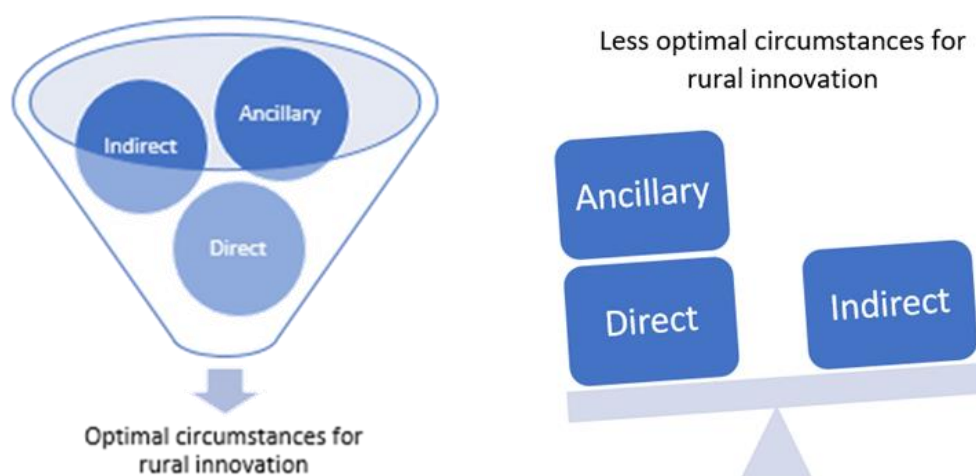 Ancillary
Indirect
Direct
Optimal circumstances for
rural innovation
Less optimal circumstances for
rural innovation
Ancillary
Direct
Indirect